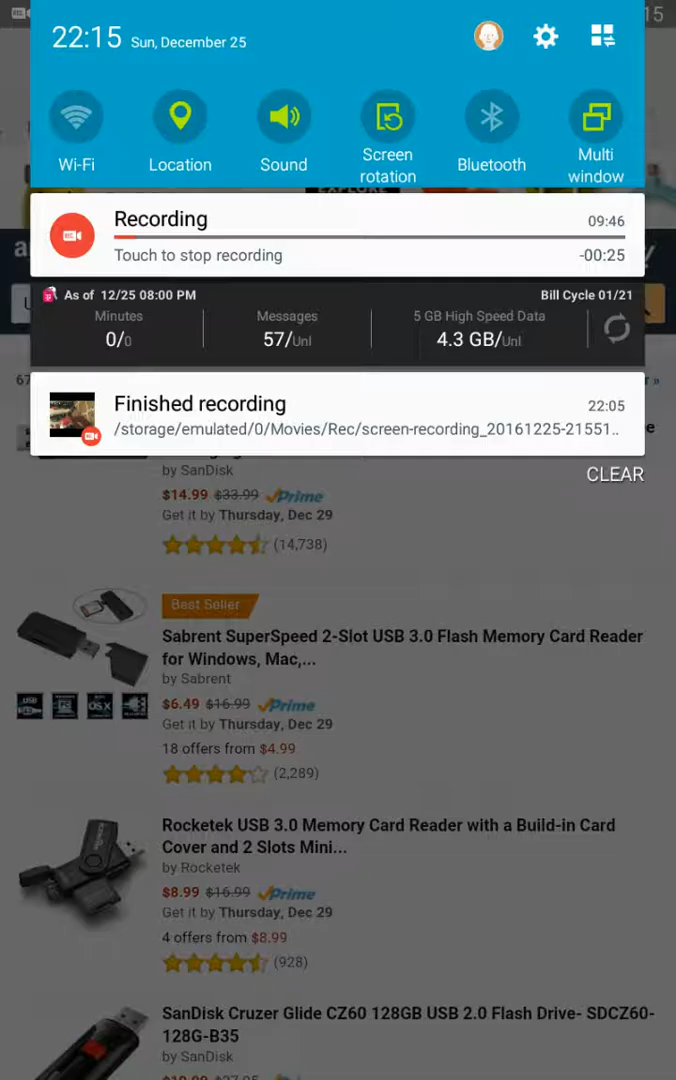 15
22:15 Sun, December 25
Wi-Fi
Location
Sound
Screen
rotation
Bluetooth
Multi
window
EXPLORE
REC
Recording
09:46
Touch to stop recording
-00:25
As of 12/25 08:00 PM
Bill Cycle 01/21
Minutes
0/0
Messages
57/Unl
5 GB High Speed Data
4.3 GB/Unl
Finished recording
22:05
/storage/emulated/0/Movies/Rec/screen-recording_20161225-21551..
CLEAR
by SanDisk
$14.99 $33.99 Prime
Get it by Thursday, Dec 29
(14,738)
Best Seller
Sabrent SuperSpeed 2-Slot USB 3.0 Flash Memory Card Reader
for Windows, Mac,...
by Sabrent
$6.49 $16.99 Prime
Get it by Thursday, Dec 29
18 offers from $4.99
(2,289)
Rocketek USB 3.0 Memory Card Reader with a Build-in Card
Cover and 2 Slots Mini...
by Rocketek
$8.99 $16.99 Prime
Get it by Thursday, Dec 29
4 offers from $8.99
(928)
SanDisk Cruzer Glide CZ60 128GB USB 2.0 Flash Drive- SDCZ60-
128G-B35
by SanDisk